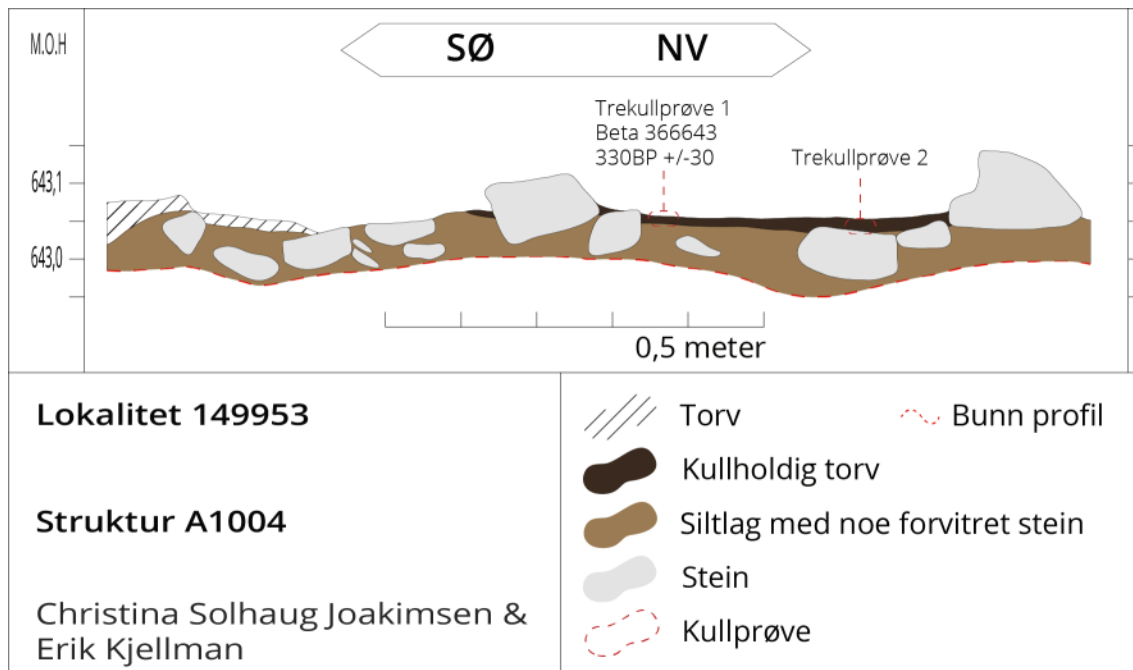 M.O.H
SØ NV
Trekullprøve 1
Beta 366643
330BP +/-30
Trekullprøve 2
643,1
643,0
0,5 meter
Lokalitet 149953
Struktur A1004
Christina Solhaug Joakimsen &
Erik Kjellman
Torv
Bunn profil
Kullholdig torv
Siltlag med noe forvitret stein
Stein
Kullprøve